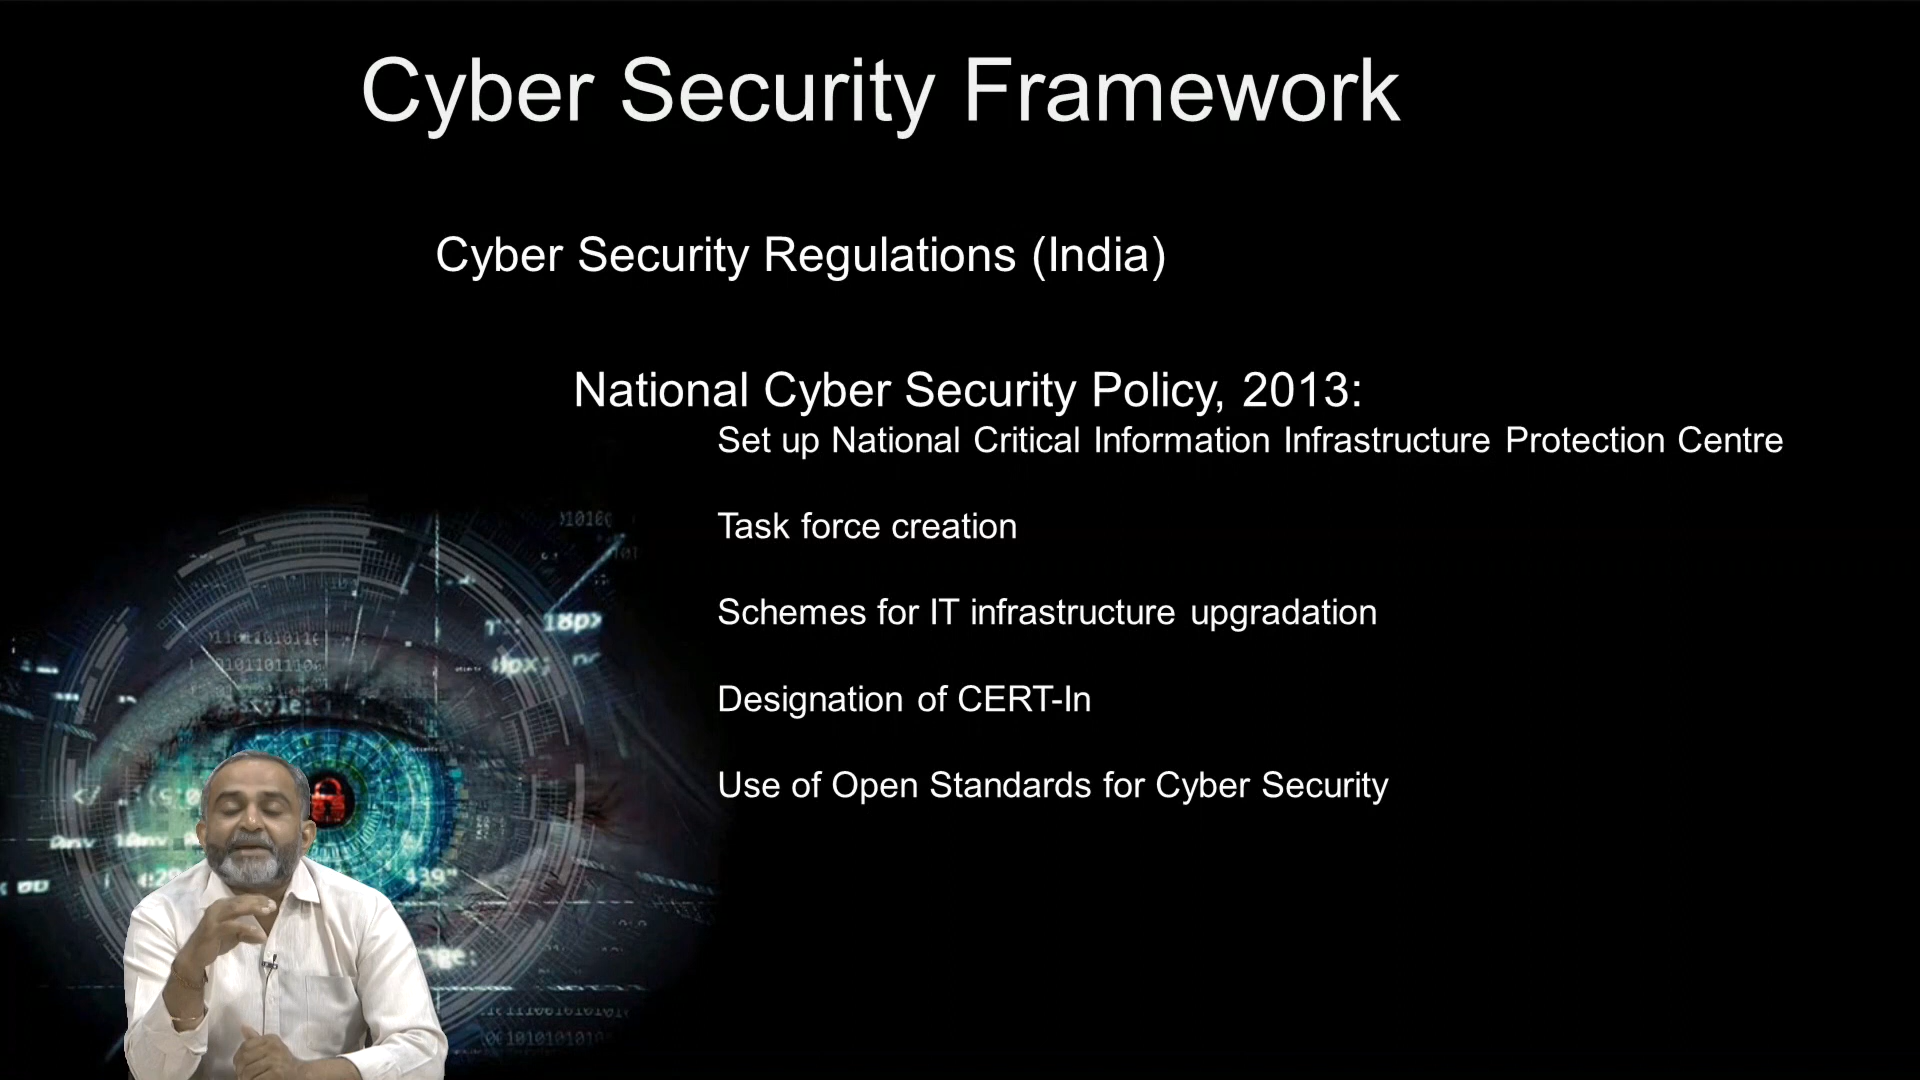 Cyber Security Framework
Cyber Security Regulations (India)
National Cyber Security Policy, 2013:
Set up National Critical Information Infrastructure Protection Centre
Task force creation
Schemes for IT infrastructure upgradation
Designation of CERT-In
Use of Open Standards for Cyber Security
18px
439"